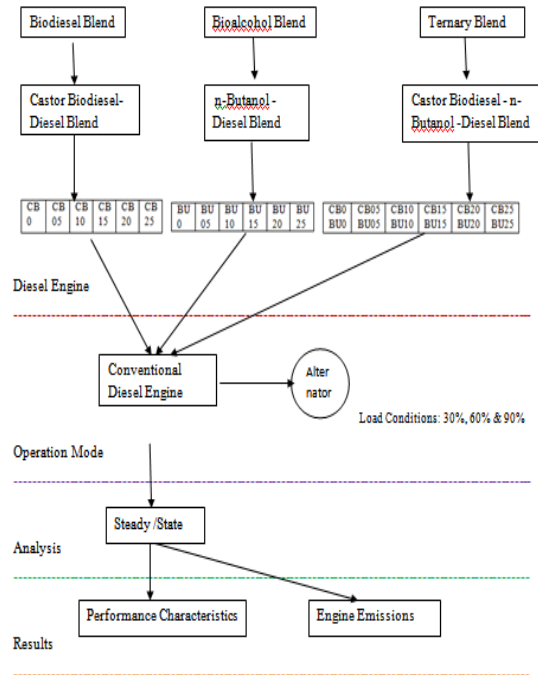 Biodiesel Blend
Bioalcohol Blend
Ternary Blend
Castor Biodiesel-
Diesel Blend
n-Butanol -
Diesel Blend
Castor Biodiesel - n-
Butanol -Diesel Blend
CB CB CB CB CB CB
0 05 10 15 20 25
BU BU BU BU BU BU
0 05 10 15 20 25
CB0 CB05 CB10 CB15 CB20 CB25
BU0 BU05 BU10 BU15 BU20 BU25
Diesel Engine
Conventional
Diesel Engine
Alter
nator
Load Conditions: 30%, 60% & 90%
Operation Mode
Steady /State
Analysis
Performance Characteristics
Engine Emissions
Results